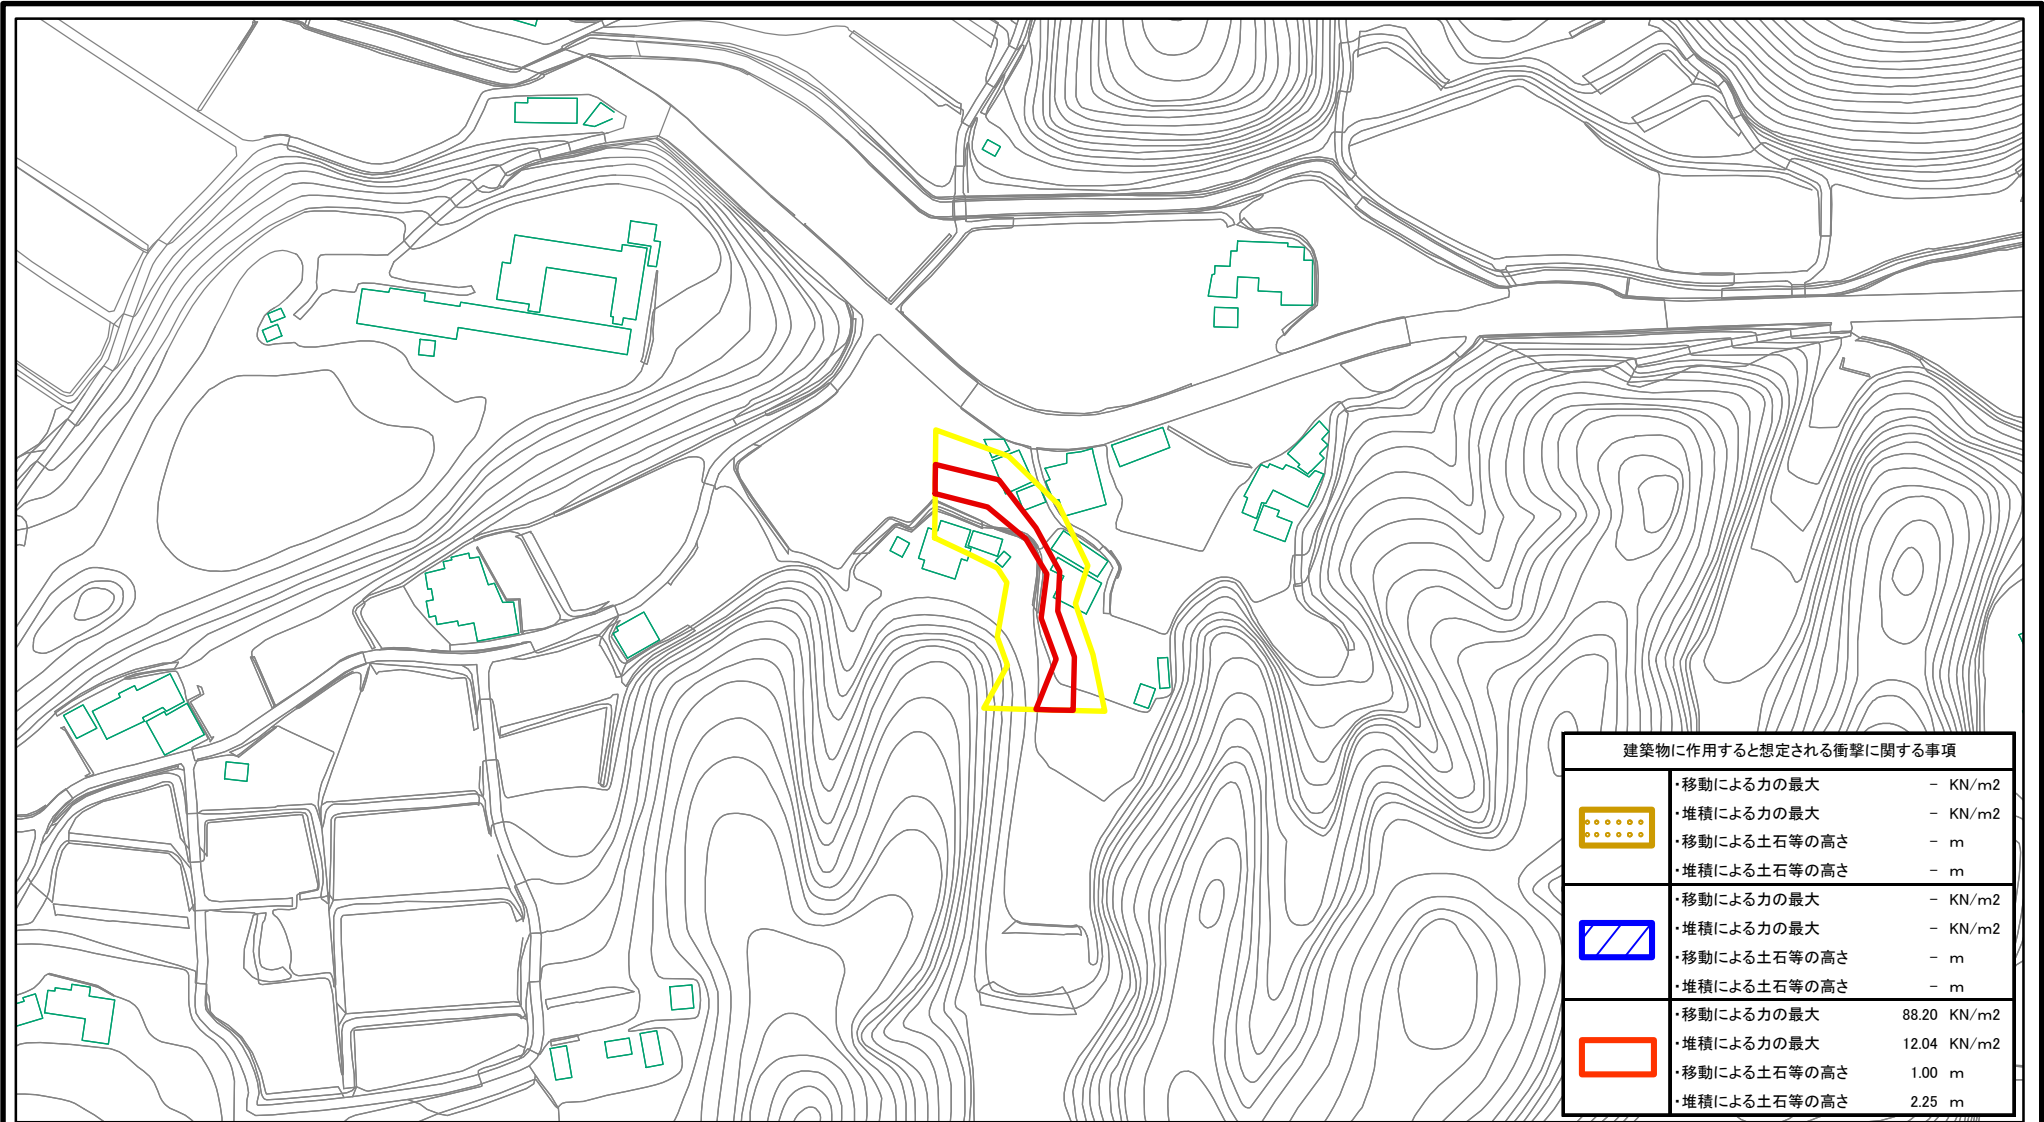 建築物に作用すると想定される衝撃に関する事項
・移動による力の最大 － KN/m2
・堆積による力の最大 － KN/m2
・移動による土石等の高さ － m
・堆積による土石等の高さ － m
・移動による力の最大 － KN/m2
・堆積による力の最大 － KN/m2
・移動による土石等の高さ － m
・堆積による土石等の高さ － m
・移動による力の最大 88.20 KN/m2
・堆積による力の最大 12.04 KN/m2
・移動による土石等の高さ 1.00 m
・堆積による土石等の高さ 2.25 m